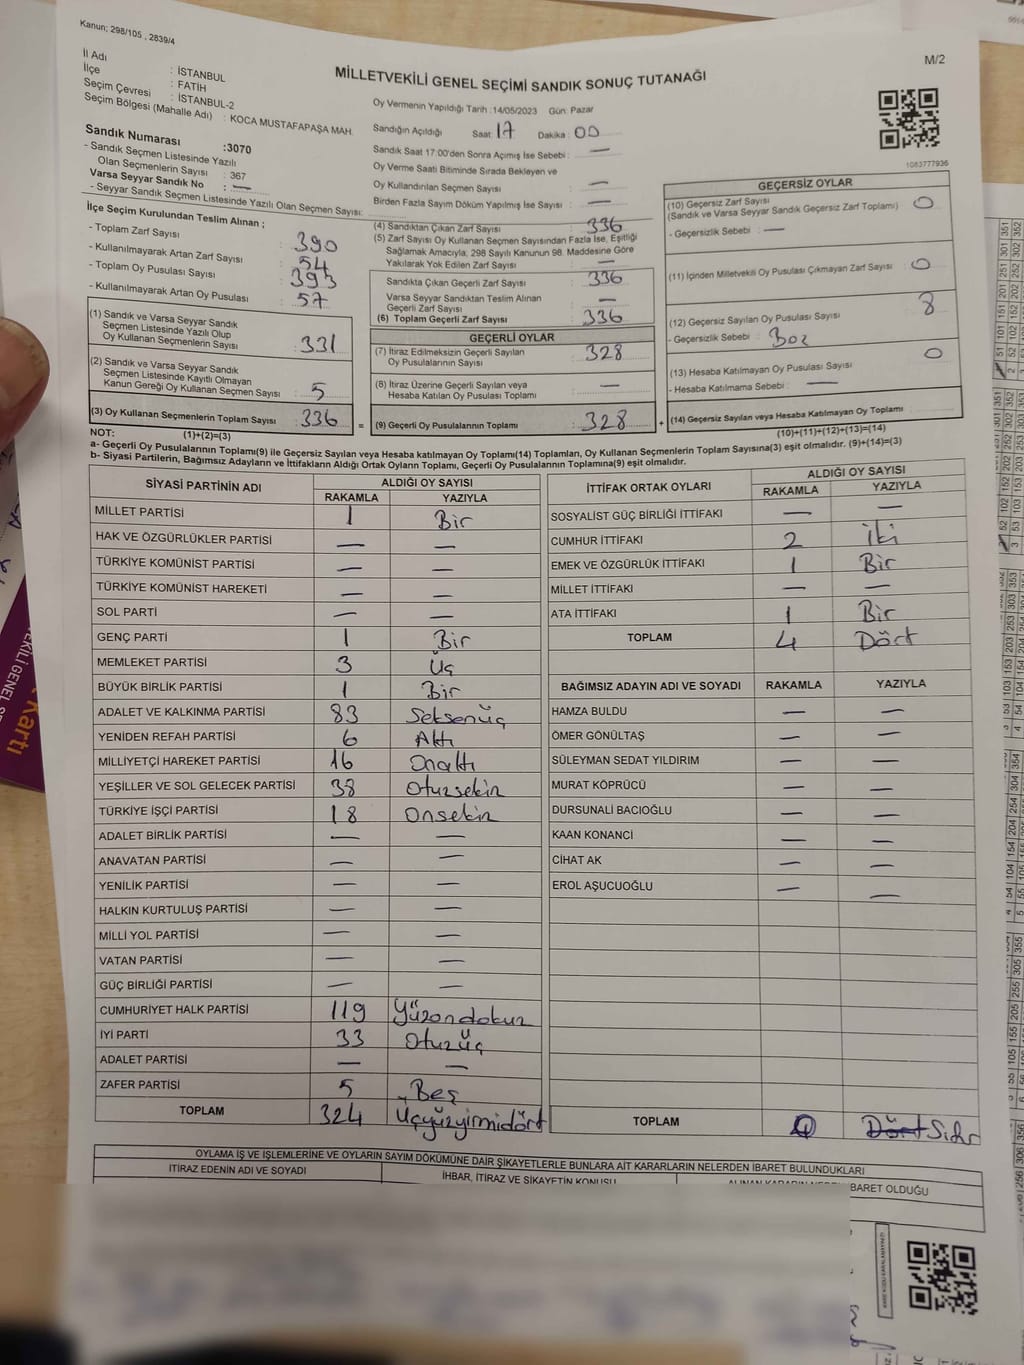 Kanun; 298/105 , 2839/4
M/2
MİLLETVEKİLİ GENEL SEÇİMİ SANDIK SONUÇ TUTANAĞI
İl Adı : İSTANBUL
İlçe : FATİH
Seçim Çevresi : İSTANBUL-2
Seçim Bölgesi (Mahalle Adı) : KOCA MUSTAFAPAŞA MAH.
Sandık Numarası :3070
- Sandık Seçmen Listesinde Yazılı
Olan Seçmenlerin Sayısı : 367
Varsa Seyyar Sandık No : —
- Seyyar Sandık Seçmen Listesinde Yazılı Olan Seçmen Sayısı:
Oy Vermenin Yapıldığı Tarih :14/05/2023 Gün: Pazar
Sandığın Açıldığı Saat: 17 Dakika : 00
Sandık Saat 17:00'den Sonra Açımış İse Sebebi : —
Oy Verme Saati Bitiminde Sırada Bekleyen ve
Oy Kullandırılan Seçmen Sayısı : —
Birden Fazla Sayım Döküm Yapılmış İse Sayısı : —
1083777936
İlçe Seçim Kurulundan Teslim Alınan ;
- Toplam Zarf Sayısı : 390
- Kullanılmayarak Artan Zarf Sayısı : 54
- Toplam Oy Pusulası Sayısı : 393
- Kullanılmayarak Artan Oy Pusulası : 57
(1) Sandık ve Varsa Seyyar Sandık
Seçmen Listesinde Yazılı Olup
Oy Kullanan Seçmenlerin Sayısı : 331
(2) Sandık ve Varsa Seyyar Sandık
Seçmen Listesinde Kayıtlı Olmayan
Kanun Gereği Oy Kullanan Seçmen Sayısı : 5
(3) Oy Kullanan Seçmenlerin Toplam Sayısı : 336
(1)+(2)=(3)
(4) Sandıktan Çıkan Zarf Sayısı : 336
(5) Zarf Sayısı Oy Kullanan Seçmen Sayısından Fazla İse, Eşitliği
Sağlamak Amacıyla; 298 Sayılı Kanunun 98. Maddesine Göre
Yakılarak Yok Edilen Zarf Sayısı : —
Sandıkta Çıkan Geçerli Zarf Sayısı : 336
Varsa Seyyar Sandıktan Teslim Alınan
Geçerli Zarf Sayısı : —
(6) Toplam Geçerli Zarf Sayısı : 336
GEÇERLİ OYLAR
(7) İtiraz Edilmeksizin Geçerli Sayılan
Oy Pusulalarının Sayısı : 328
(8) İtiraz Üzerine Geçerli Sayılan veya
Hesaba Katılan Oy Pusulası Toplamı : —
= (9) Geçerli Oy Pusulalarının Toplamı : 328 +
GEÇERSİZ OYLAR
(10) Geçersiz Zarf Sayısı : 0
(Sandık ve Varsa Seyyar Sandık Geçersiz Zarf Toplamı)
- Geçersizlik Sebebi : —
(11) İçinden Milletvekili Oy Pusulası Çıkmayan Zarf Sayısı : 0
(12) Geçersiz Sayılan Oy Pusulası Sayısı : 8
- Geçersizlik Sebebi :
(13) Hesaba Katılmayan Oy Pusulası Sayısı : 0
- Hesaba Katılmama Sebebi : —
(14) Geçersiz Sayılan veya Hesaba Katılmayan Oy Toplamı :
(10)+(11)+(12)+(13)=(14)
NOT:
a- Geçerli Oy Pusulalarının Toplamı(9) ile Geçersiz Sayılan veya Hesaba katılmayan Oy Toplamı(14) Toplamları, Oy Kullanan Seçmenlerin Toplam Sayısına(3) eşit olmalıdır. (9)+(14)=(3)
b- Siyasi Partilerin, Bağımsız Adayların ve İttifakların Aldığı Ortak Oyların Toplamı, Geçerli Oy Pusulalarının Toplamına(9) eşit olmalıdır.
SİYASİ PARTİNİN ADI ALDIĞI OY SAYISI
RAKAMLA YAZIYLA
MİLLET PARTİSİ 1 Bir
HAK VE ÖZGÜRLÜKLER PARTİSİ — —
TÜRKİYE KOMÜNİST PARTİSİ — —
TÜRKİYE KOMÜNİST HAREKETİ — —
SOL PARTİ — —
GENÇ PARTİ 1 Bir
MEMLEKET PARTİSİ 3 Üç
BÜYÜK BİRLİK PARTİSİ 1 Bir
ADALET VE KALKINMA PARTİSİ 83 Seksenüç
YENİDEN REFAH PARTİSİ 6 Altı
MİLLİYETÇİ HAREKET PARTİSİ 16 Onaltı
YEŞİLLER VE SOL GELECEK PARTİSİ 38 Otuzsekiz
TÜRKİYE İŞÇİ PARTİSİ 18 Onsekiz
ADALET BİRLİK PARTİSİ — —
ANAVATAN PARTİSİ — —
YENİLİK PARTİSİ — —
HALKIN KURTULUŞ PARTİSİ — —
MİLLİ YOL PARTİSİ — —
VATAN PARTİSİ — —
GÜÇ BİRLİĞİ PARTİSİ — —
CUMHURİYET HALK PARTİSİ 119 Yüzondokuz
İYİ PARTİ 33 Otuzüç
ADALET PARTİSİ — —
ZAFER PARTİSİ 5 Beş
TOPLAM 324 Üçyüzyirmidört
İTTİFAK ORTAK OYLARI ALDIĞI OY SAYISI
RAKAMLA YAZIYLA
SOSYALİST GÜÇ BİRLİĞİ İTTİFAKI — —
CUMHUR İTTİFAKI 2 İki
EMEK VE ÖZGÜRLÜK İTTİFAKI 1 Bir
MİLLET İTTİFAKI — —
ATA İTTİFAKI 1 Bir
TOPLAM 4 Dört
BAĞIMSIZ ADAYIN ADI VE SOYADI RAKAMLA YAZIYLA
HAMZA BULDU — —
ÖMER GÖNÜLTAŞ — —
SÜLEYMAN SEDAT YILDIRIM — —
MURAT KÖPRÜCÜ — —
DURSUNALİ BACIOĞLU — —
KAAN KONANCİ — —
CİHAT AK — —
EROL AŞUCUOĞLU — —
TOPLAM Dört Sıfır
OYLAMA İŞ VE İŞLEMLERİNE VE OYLARIN SAYIM DÖKÜMÜNE DAİR ŞİKAYETLERLE BUNLARA AİT KARARLARIN NELERDEN İBARET BULUNDUKLARI
İTİRAZ EDENİN ADI VE SOYADI İHBAR, İTİRAZ VE ŞİKAYETİN KONUSU BARET OLDUĞU